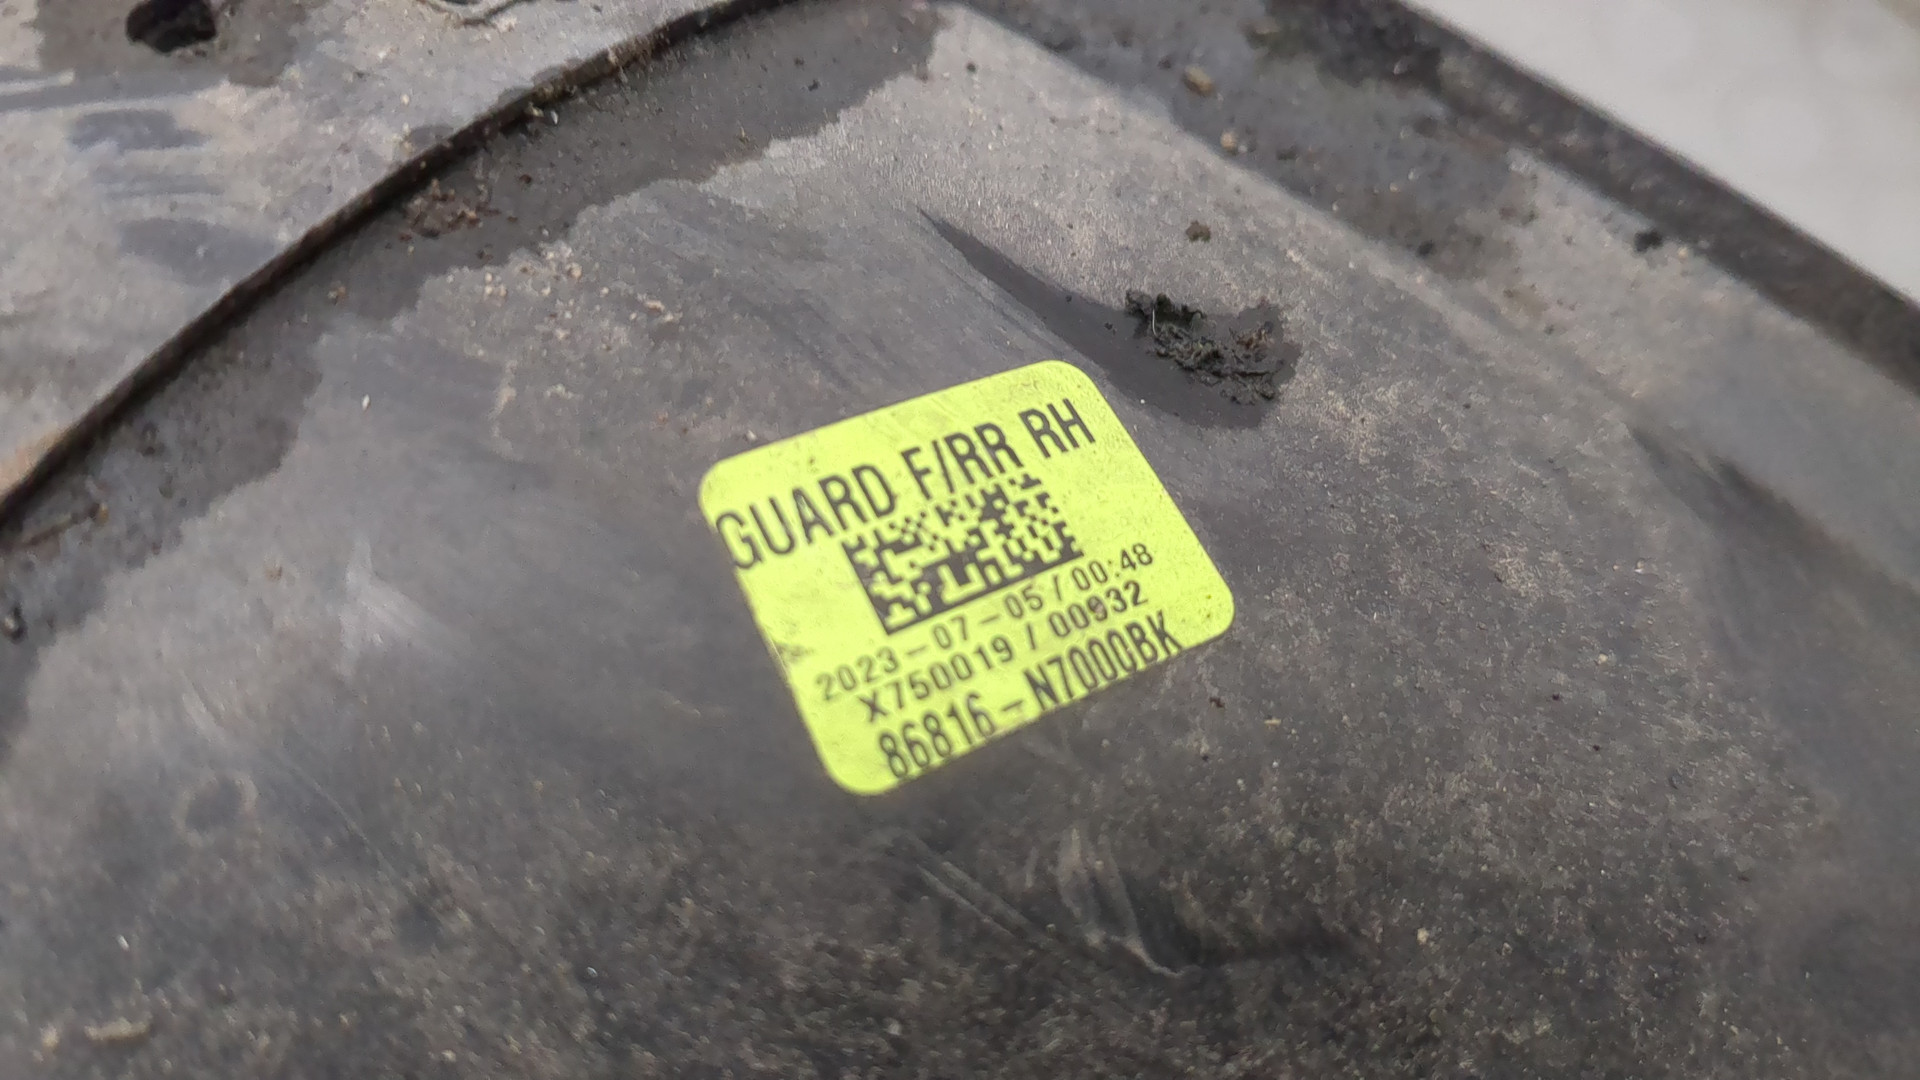 GUARD F/RR RH
2023-07-05 / 00:48
X750019 / 00932
86816-N7000BK